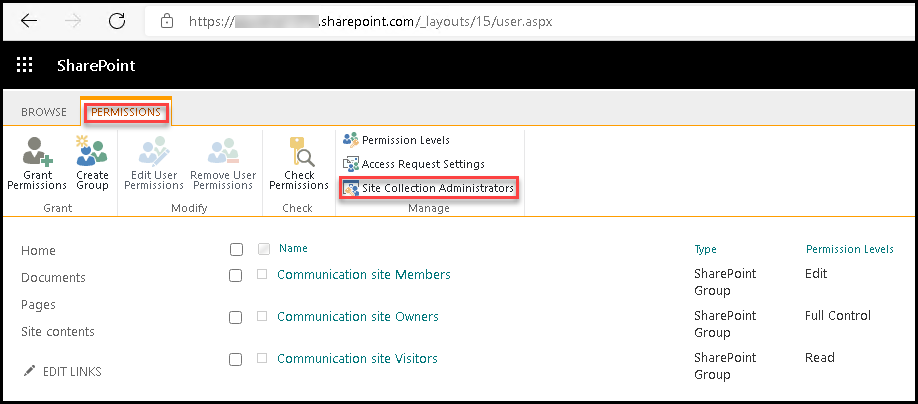 https://.sharepoint.com/_layouts/15/user.aspx
SharePoint
BROWSE PERMISSIONS
Grant Permissions
Create Group
Edit User Permissions
Remove User Permissions
Check Permissions
Permission Levels
Access Request Settings
Site Collection Administrators
Grant Modify Check Manage
Home
Documents
Pages
Site contents
EDIT LINKS
Name Type Permission Levels
Communication site Members SharePoint Group Edit
Communication site Owners SharePoint Group Full Control
Communication site Visitors SharePoint Group Read